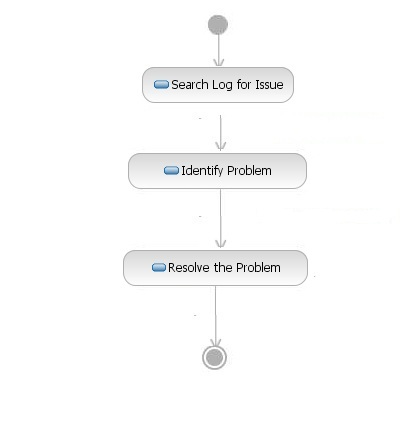 Search Log for Issue
Identify Problem
Resolve the Problem